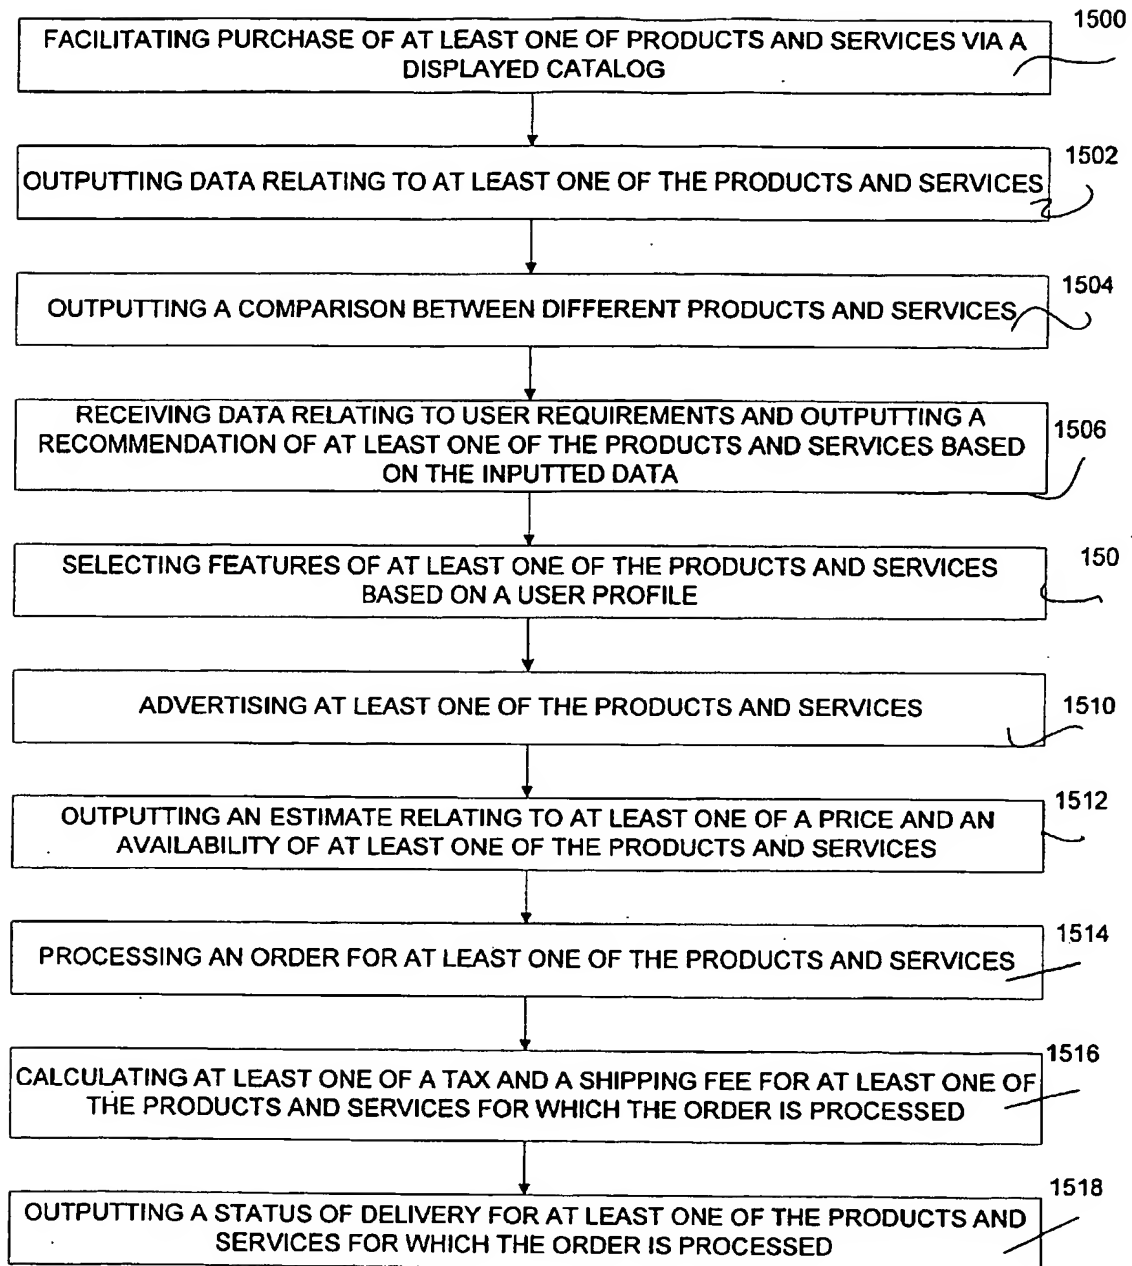 1500
FACILITATING PURCHASE OF AT LEAST ONE OF PRODUCTS AND SERVICES VIA A
DISPLAYED CATALOG
1502
OUTPUTTING DATA RELATING TO AT LEAST ONE OF THE PRODUCTS AND SERVICES
1504
OUTPUTTING A COMPARISON BETWEEN DIFFERENT PRODUCTS AND SERVICES
RECEIVING DATA RELATING TO USER REQUIREMENTS AND OUTPUTTING A
RECOMMENDATION OF AT LEAST ONE OF THE PRODUCTS AND SERVICES BASED
ON THE INPUTTED DATA
1506
SELECTING FEATURES OF AT LEAST ONE OF THE PRODUCTS AND SERVICES
BASED ON A USER PROFILE
150
ADVERTISING AT LEAST ONE OF THE PRODUCTS AND SERVICES
1510
OUTPUTTING AN ESTIMATE RELATING TO AT LEAST ONE OF A PRICE AND AN
AVAILABILITY OF AT LEAST ONE OF THE PRODUCTS AND SERVICES
1512
PROCESSING AN ORDER FOR AT LEAST ONE OF THE PRODUCTS AND SERVICES
1514
CALCULATING AT LEAST ONE OF A TAX AND A SHIPPING FEE FOR AT LEAST ONE OF
THE PRODUCTS AND SERVICES FOR WHICH THE ORDER IS PROCESSED
1516
OUTPUTTING A STATUS OF DELIVERY FOR AT LEAST ONE OF THE PRODUCTS AND
SERVICES FOR WHICH THE ORDER IS PROCESSED
1518